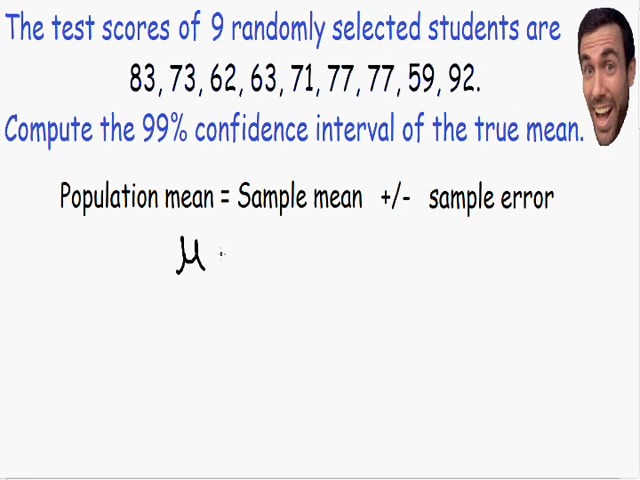 The test scores of 9 randomly selected students are
83, 73, 62, 63, 71, 77, 77, 59, 92.
Compute the 99% confidence interval of the true mean.
Population mean = Sample mean +/- sample error
μ